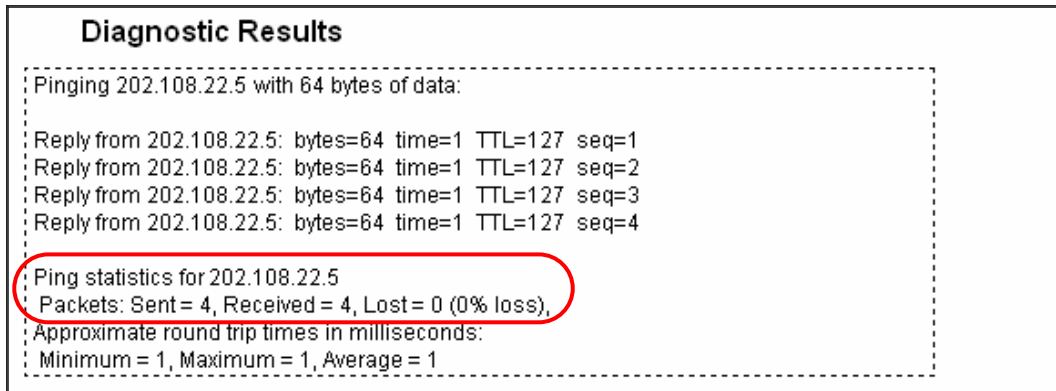 Diagnostic Results
Pinging 202.108.22.5 with 64 bytes of data:
Reply from 202.108.22.5: bytes=64 time=1 TTL=127 seq=1
Reply from 202.108.22.5: bytes=64 time=1 TTL=127 seq=2
Reply from 202.108.22.5: bytes=64 time=1 TTL=127 seq=3
Reply from 202.108.22.5: bytes=64 time=1 TTL=127 seq=4
Ping statistics for 202.108.22.5
Packets: Sent = 4, Received = 4, Lost = 0 (0% loss),
Approximate round trip times in milliseconds:
Minimum = 1, Maximum = 1, Average = 1